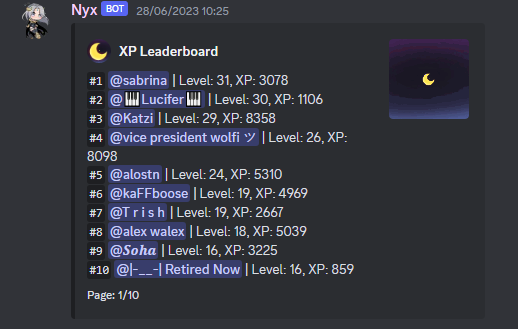 Nyx BOT 28/06/2023 10:25
XP Leaderboard
#1 @sabrina | Level: 31, XP: 3078
#2 @🎹Lucifer🎹 | Level: 30, XP: 1106
#3 @Katzi | Level: 29, XP: 8358
#4 @vice president wolfi ツ | Level: 26, XP:
8098
#5 @alostn | Level: 24, XP: 5310
#6 @kaFFboose | Level: 19, XP: 4969
#7 @T r i s h | Level: 19, XP: 2667
#8 @alex walex | Level: 18, XP: 5039
#9 @𝑺𝒐𝒉𝒂 | Level: 16, XP: 3225
#10 @|-__-| Retired Now | Level: 16, XP: 859
Page: 1/10